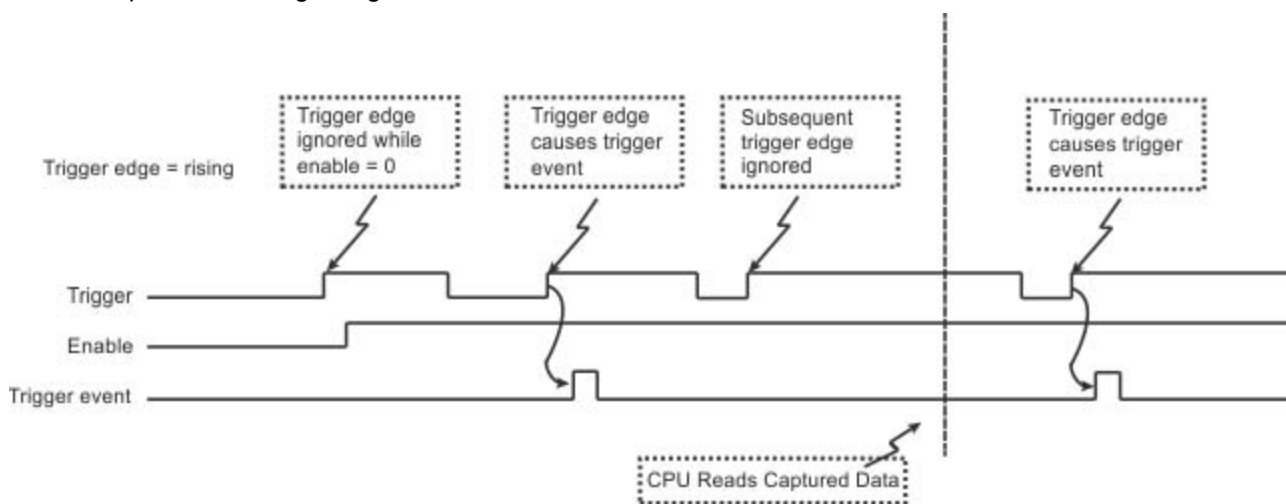 Trigger edge
ignored while
enable = 0
Trigger edge
causes trigger
event
Subsequent
trigger edge
ignored
Trigger edge
causes trigger
event
Trigger edge = rising
Trigger
Enable
Trigger event
CPU Reads Captured Data